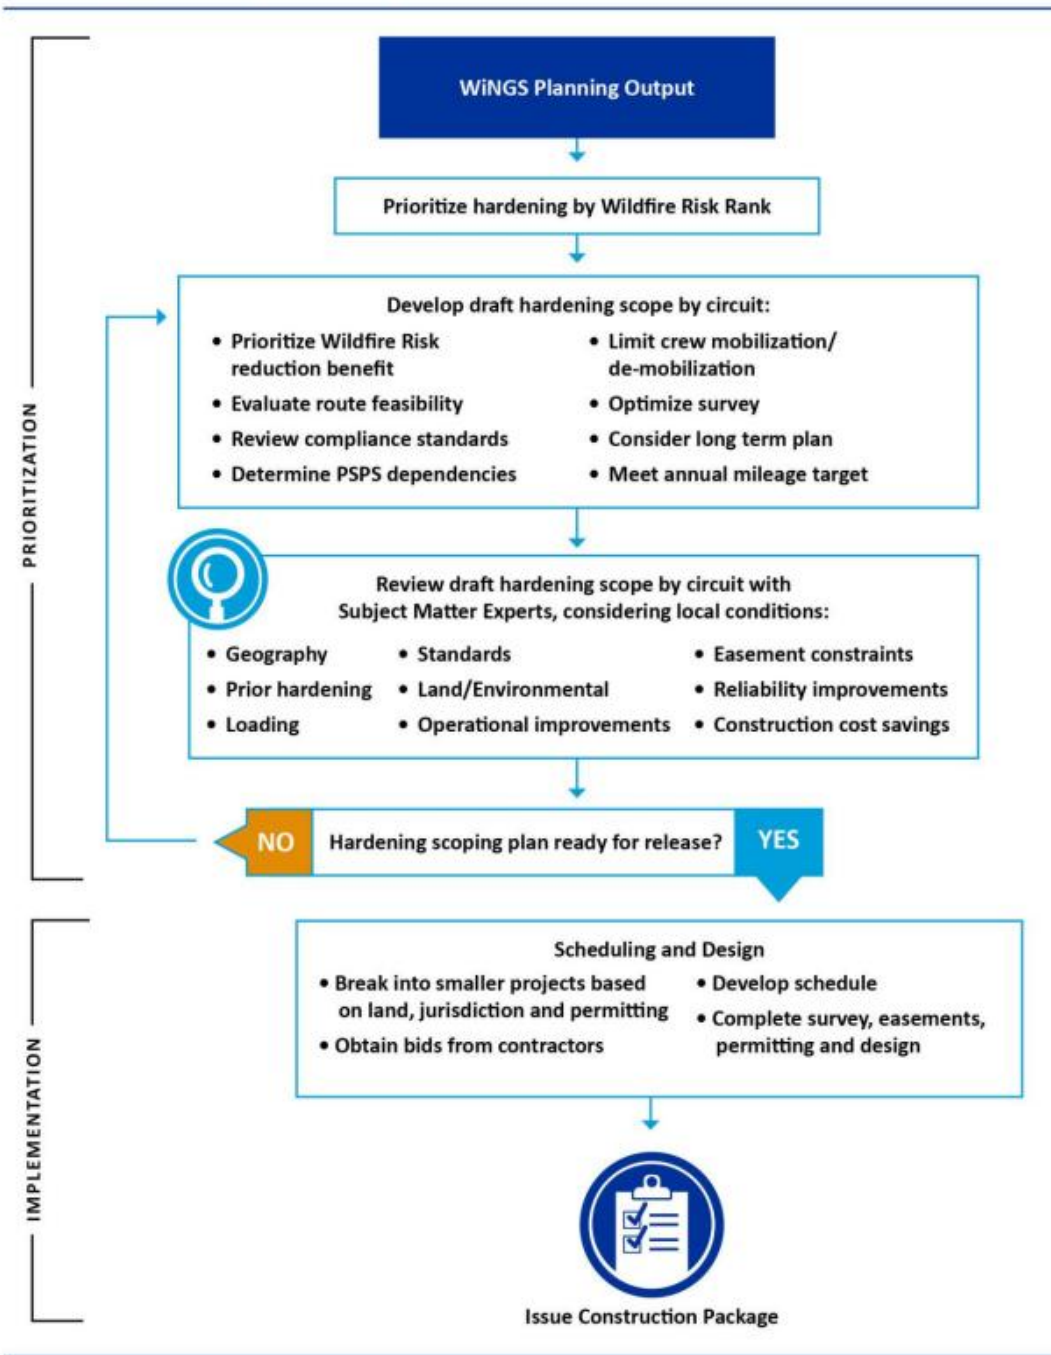 WiNGS Planning Output
Prioritize hardening by Wildfire Risk Rank
Develop draft hardening scope by circuit:
• Prioritize Wildfire Risk
reduction benefit
• Evaluate route feasibility
• Review compliance standards
• Determine PSPS dependencies
• Limit crew mobilization/
de-mobilization
• Optimize survey
• Consider long term plan
• Meet annual mileage target
Review draft hardening scope by circuit with
Subject Matter Experts, considering local conditions:
• Geography
• Prior hardening
• Loading
• Standards
• Land/Environmental
• Operational improvements
• Easement constraints
• Reliability improvements
• Construction cost savings
NO
Hardening scoping plan ready for release?
YES
PRIORITIZATION
Scheduling and Design
• Break into smaller projects based
on land, jurisdiction and permitting
• Obtain bids from contractors
• Develop schedule
• Complete survey, easements,
permitting and design
Issue Construction Package
IMPLEMENTATION